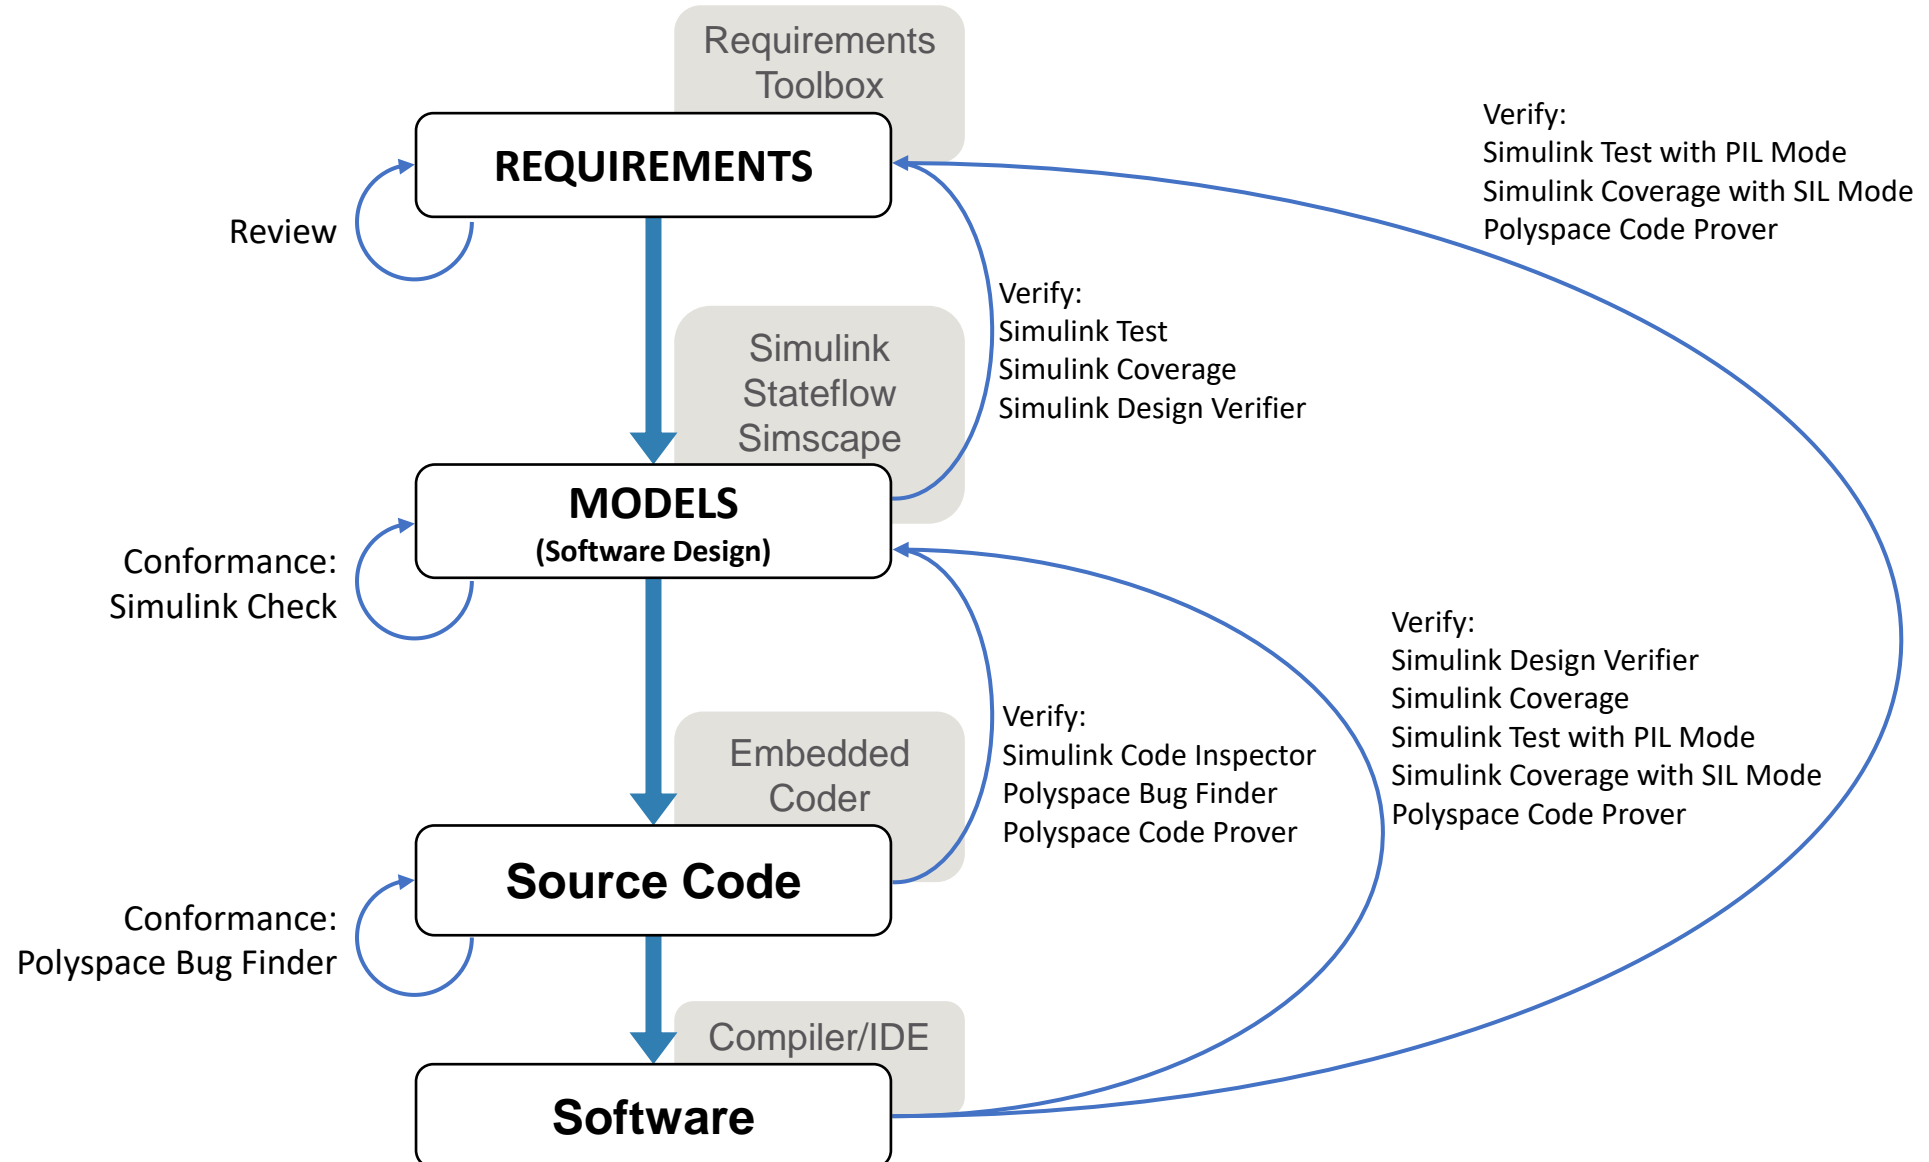 Requirements
Toolbox
REQUIREMENTS
Review
Verify:
Simulink Test with PIL Mode
Simulink Coverage with SIL Mode
Polyspace Code Prover
Verify:
Simulink Test
Simulink Coverage
Simulink Design Verifier
Simulink
Stateflow
Simscape
MODELS
(Software Design)
Conformance:
Simulink Check
Verify:
Simulink Design Verifier
Simulink Coverage
Simulink Test with PIL Mode
Simulink Coverage with SIL Mode
Polyspace Code Prover
Verify:
Simulink Code Inspector
Polyspace Bug Finder
Polyspace Code Prover
Embedded
Coder
Source Code
Conformance:
Polyspace Bug Finder
Compiler/IDE
Software